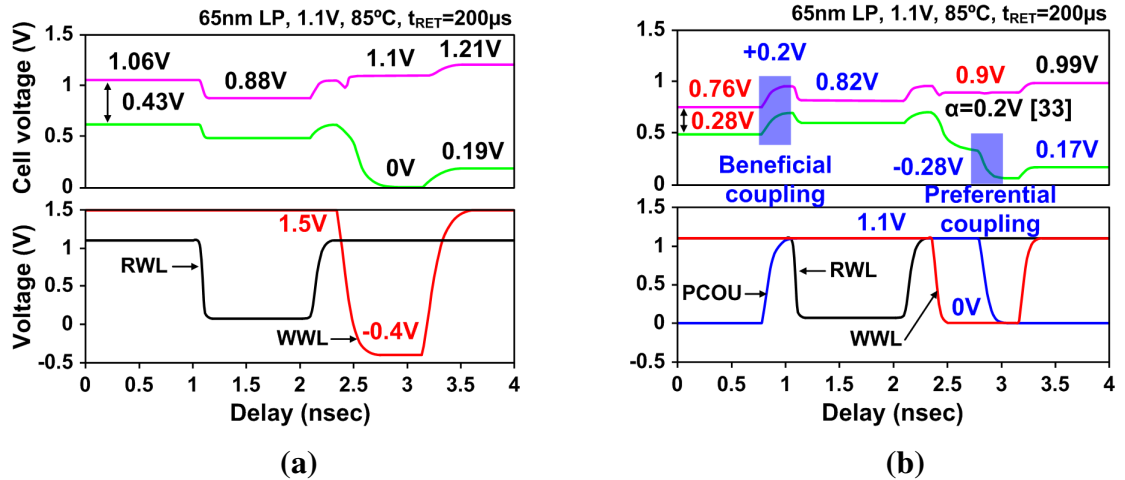 65nm LP, 1.1V, 85ºC, tRET=200µs
Cell voltage (V)
1.5
1
0.5
0
1.06V
0.43V
0.88V
1.1V
1.21V
0V
0.19V
Voltage (V)
1.5
1
0.5
0
-0.5
1.5V
RWL
WWL
-0.4V
0 0.5 1 1.5 2 2.5 3 3.5 4
Delay (nsec)
(a)
65nm LP, 1.1V, 85ºC, tRET=200µs
Cell voltage (V)
1.5
1
0.5
0
+0.2V
0.76V
0.28V
0.82V
0.9V
0.99V
α=0.2V [33]
-0.28V
0.17V
Beneficial
coupling
Preferential
coupling
Voltage (V)
1.5
1
0.5
0
-0.5
1.1V
RWL
PCOU
WWL
0V
0 0.5 1 1.5 2 2.5 3 3.5 4
Delay (nsec)
(b)